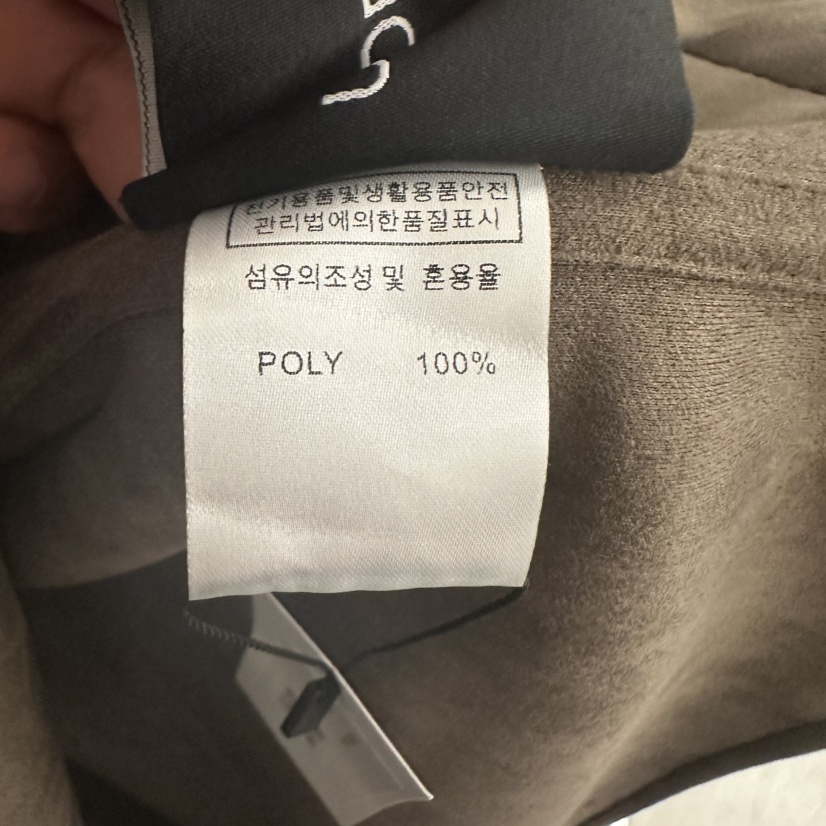 전기용품및생활용품안전
관리법에의한품질표시
섬유의조성 및 혼용율
POLY 100%